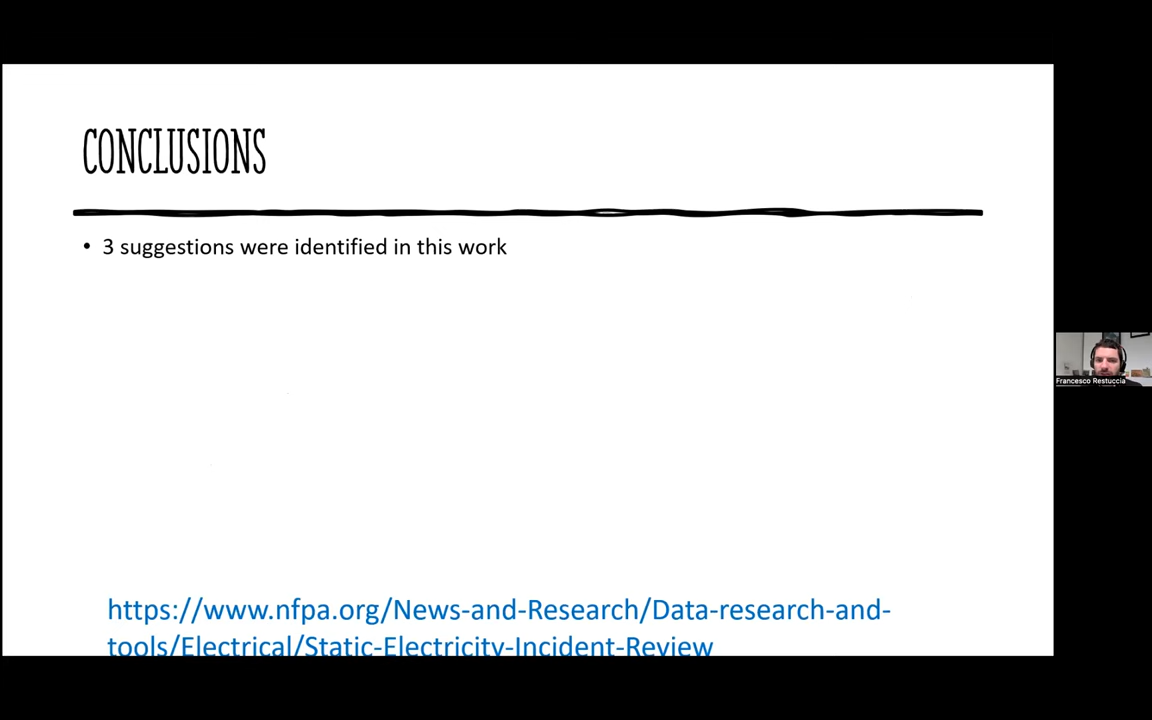 CONCLUSIONS
• 3 suggestions were identified in this work
Francesco Restuccia
https://www.nfpa.org/News-and-Research/Data-research-and-
tools/Electrical/Static-Electricity-Incident-Review